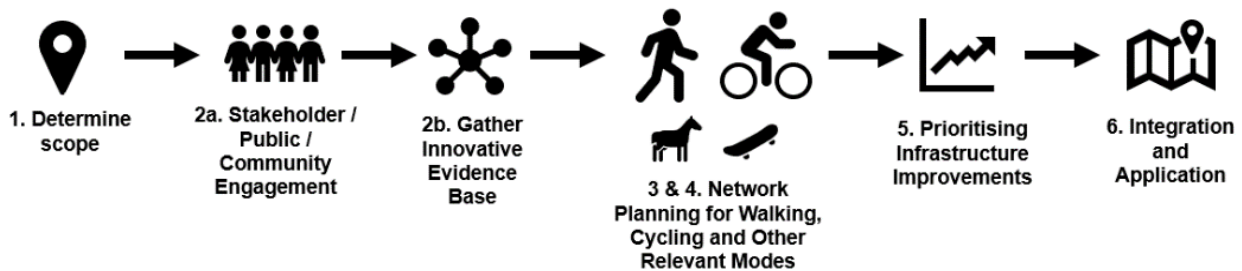 1. Determine
scope
2a. Stakeholder /
Public /
Community
Engagement
2b. Gather
Innovative
Evidence
Base
3 & 4. Network
Planning for Walking,
Cycling and Other
Relevant Modes
5. Prioritising
Infrastructure
Improvements
6. Integration
and
Application